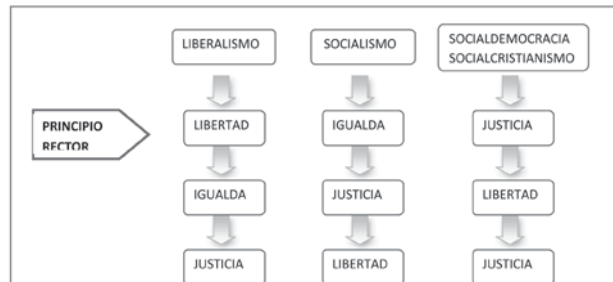 LIBERALISMO
SOCIALISMO
SOCIALDEMOCRACIA
SOCIALCRISTIANISMO
PRINCIPIO
RECTOR
LIBERTAD
IGUALDA
JUSTICIA
IGUALDA
JUSTICIA
LIBERTAD
JUSTICIA
LIBERTAD
JUSTICIA